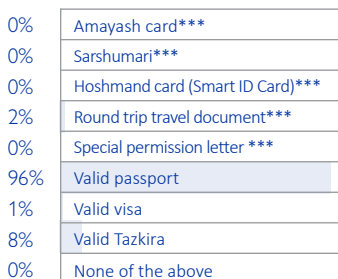 0% Amayash card***
0% Sarshumari***
0% Hoshmand card (Smart ID Card)***
2% Round trip travel document***
0% Special permission letter ***
96% Valid passport
1% Valid visa
8% Valid Tazkira
0% None of the above